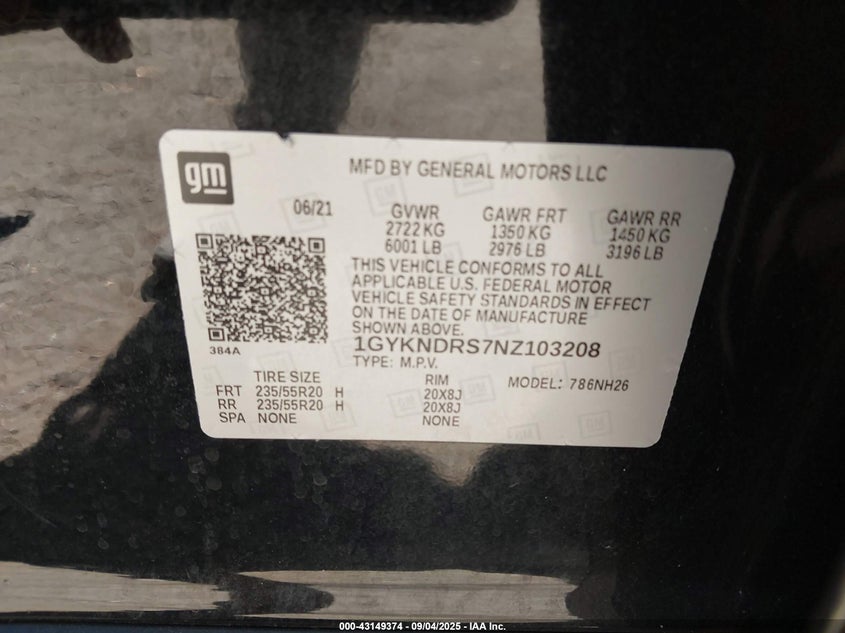 gm
MFD BY GENERAL MOTORS LLC
06/21 GVWR GAWR FRT GAWR RR
2722 KG 1350 KG 1450 KG
6001 LB 2976 LB 3196 LB
THIS VEHICLE CONFORMS TO ALL
APPLICABLE U.S. FEDERAL MOTOR
VEHICLE SAFETY STANDARDS IN EFFECT
ON THE DATE OF MANUFACTURE
SHOWN ABOVE.
384A
1GYKNDRS7NZ103208
TYPE: M.P.V.
TIRE SIZE RIM MODEL: 786NH26
FRT 235/55R20 H 20X8J
RR 235/55R20 H 20X8J
SPA NONE NONE
000-43149374 - 09/04/2025 - IAA Inc.